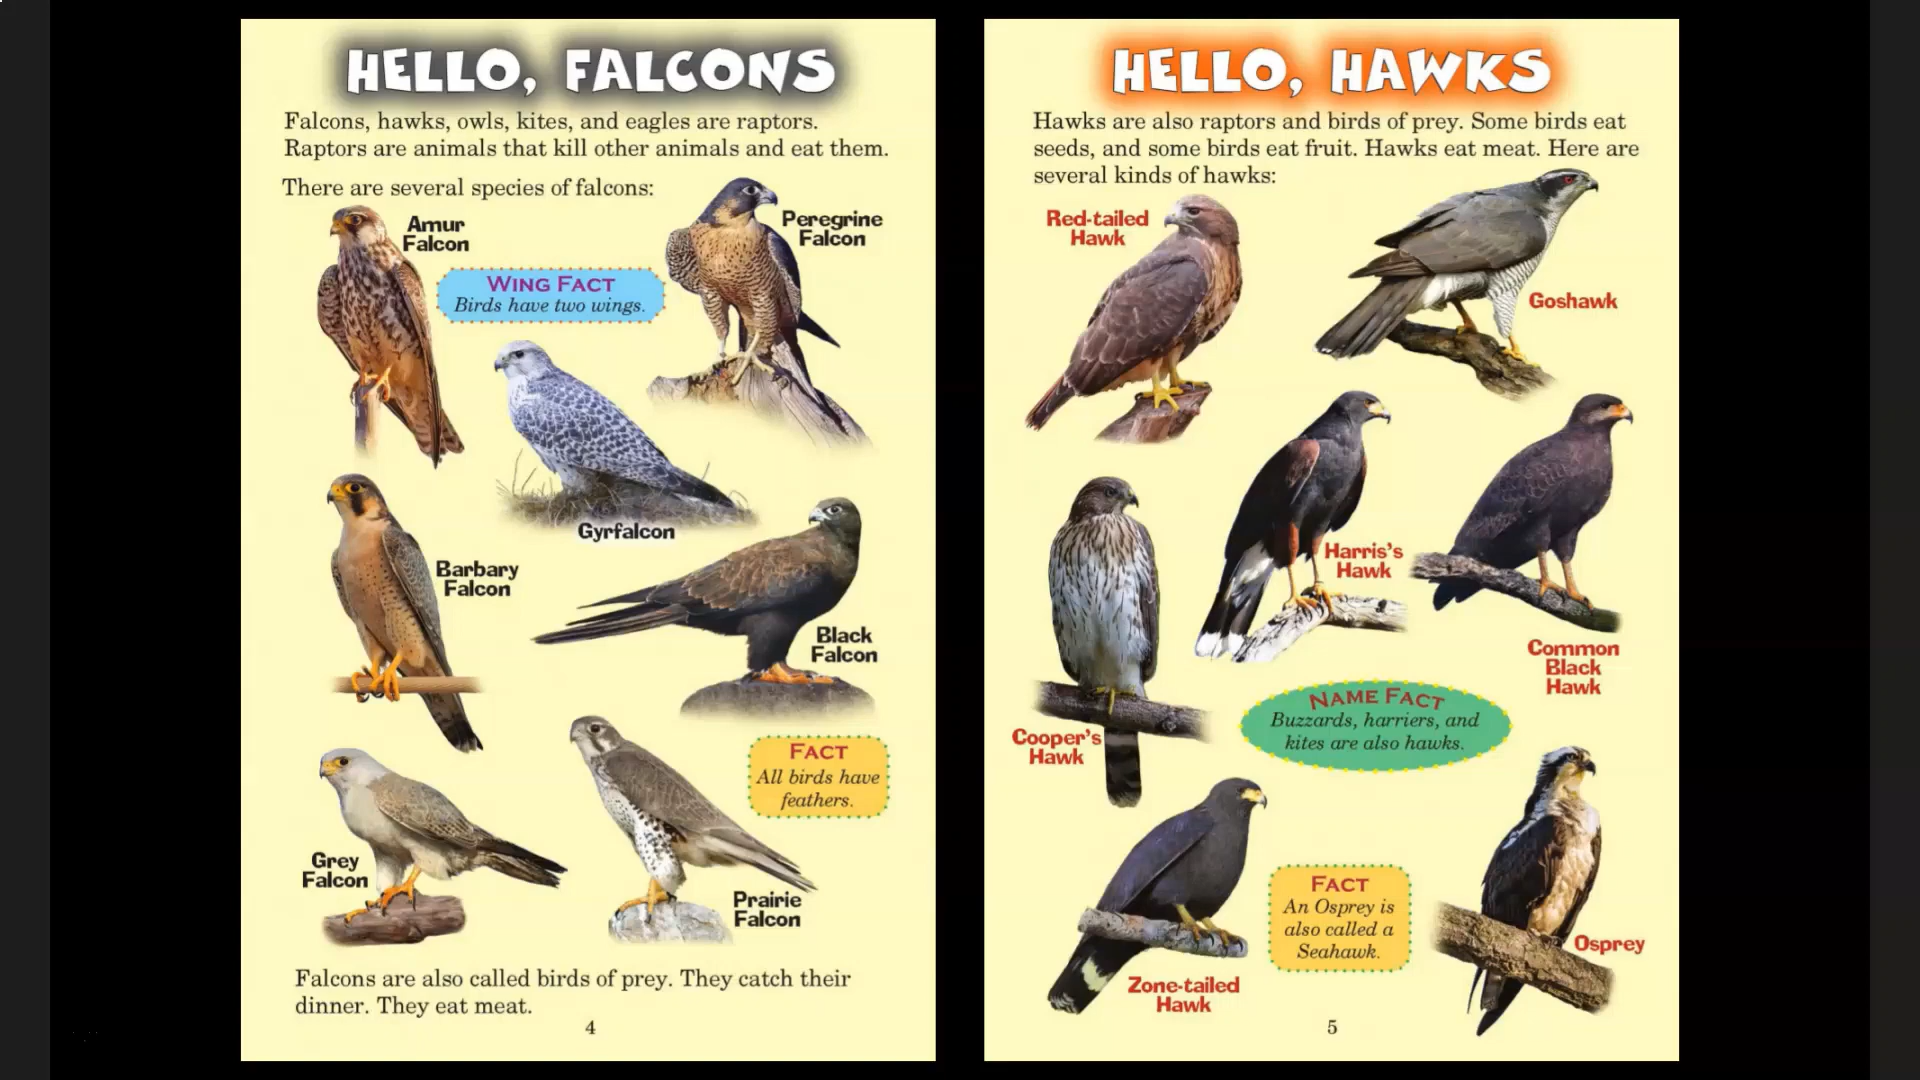 HELLO, FALCONS
Falcons, hawks, owls, kites, and eagles are raptors.
Raptors are animals that kill other animals and eat them.
There are several species of falcons:
Amur
Falcon
Peregrine
Falcon
WING FACT
Birds have two wings.
Gyrfalcon
Barbary
Falcon
Black
Falcon
FACT
All birds have
feathers.
Grey
Falcon
Prairie
Falcon
Falcons are also called birds of prey. They catch their
dinner. They eat meat.
4
HELLO, HAWKS
Hawks are also raptors and birds of prey. Some birds eat
seeds, and some birds eat fruit. Hawks eat meat. Here are
several kinds of hawks:
Red-tailed
Hawk
Goshawk
Harris's
Hawk
Common
Black
Hawk
Cooper's
Hawk
NAME FACT
Buzzards, harriers, and
kites are also hawks.
FACT
An Osprey is
also called a
Seahawk.
Osprey
Zone-tailed
Hawk
5